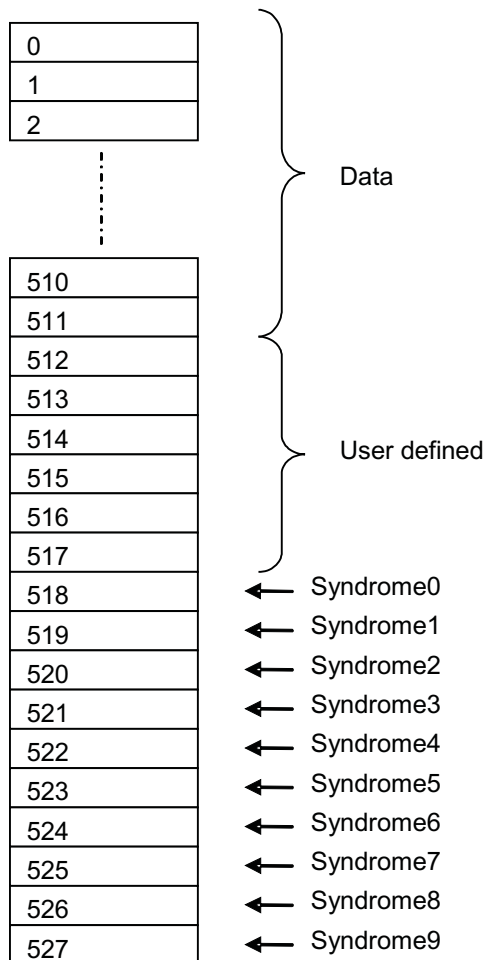 0
1
2
Data
510
511
512
513
514
User defined
515
516
517
518
Syndrome0
519
Syndrome1
520
Syndrome2
521
Syndrome3
522
Syndrome4
523
Syndrome5
524
Syndrome6
525
Syndrome7
526
Syndrome8
527
Syndrome9